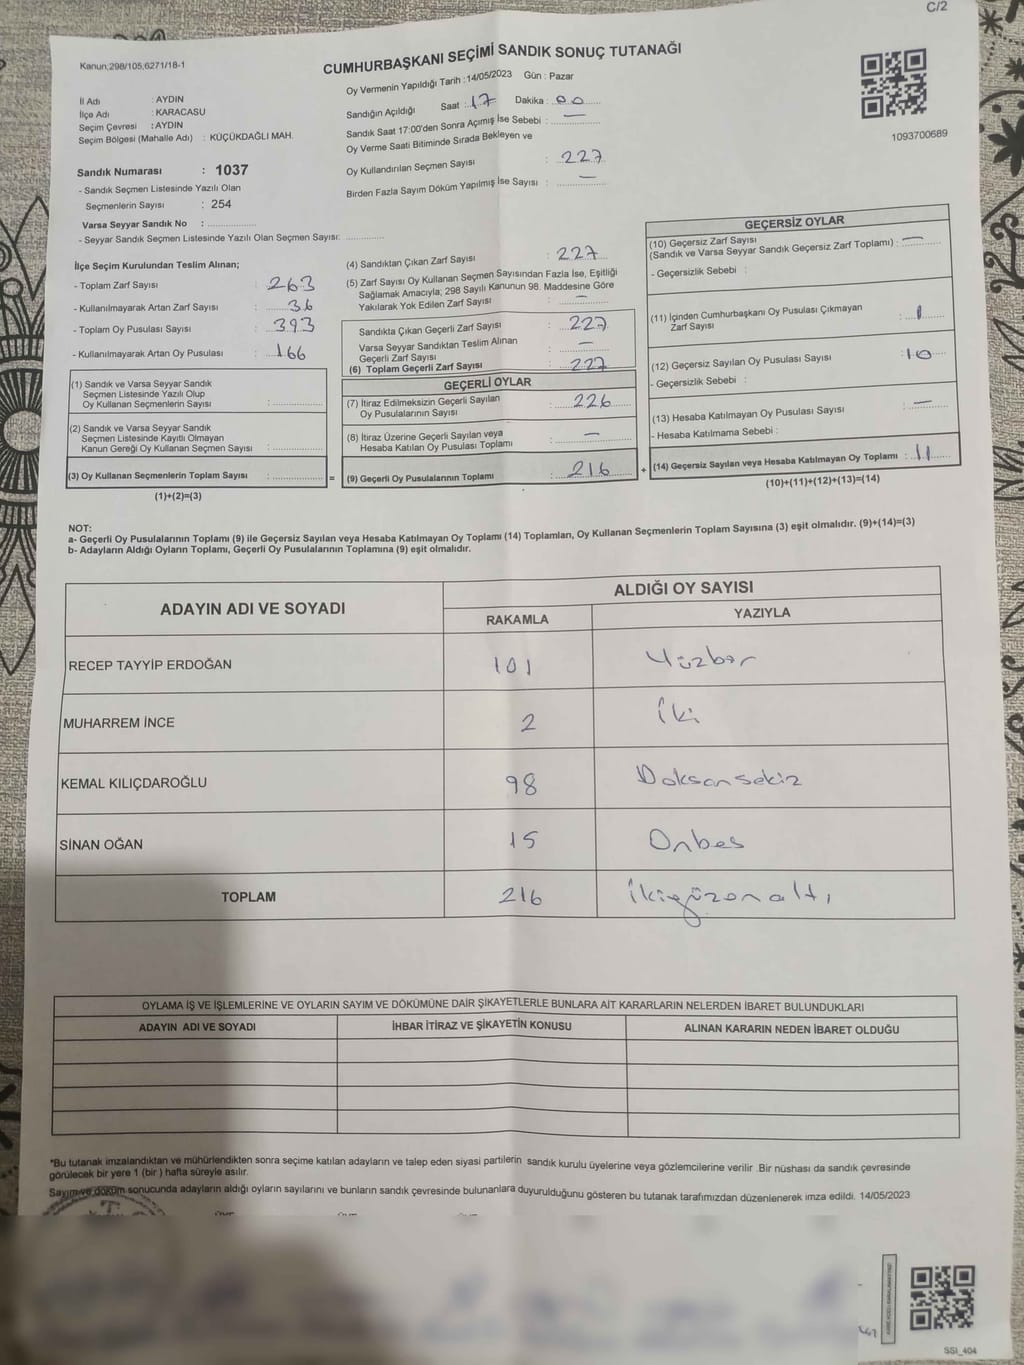 C/2
Kanun;298/105,6271/18-1
CUMHURBAŞKANI SEÇİMİ SANDIK SONUÇ TUTANAĞI
1093700689
İl Adı : AYDIN
İlçe Adı : KARACASU
Seçim Çevresi : AYDIN
Seçim Bölgesi (Mahalle Adı) : KÜÇÜKDAĞLI MAH.
Sandık Numarası : 1037
- Sandık Seçmen Listesinde Yazılı Olan
Seçmenlerin Sayısı : 254
Varsa Seyyar Sandık No :
- Seyyar Sandık Seçmen Listesinde Yazılı Olan Seçmen Sayısı:
Oy Vermenin Yapıldığı Tarih :14/05/2023 Gün : Pazar
Sandığın Açıldığı Saat : 17 Dakika : 00
Sandık Saat 17:00'den Sonra Açımış İse Sebebi : —
Oy Verme Saati Bitiminde Sırada Bekleyen ve
Oy Kullandırılan Seçmen Sayısı : 227
Birden Fazla Sayım Döküm Yapılmış İse Sayısı : —
İlçe Seçim Kurulundan Teslim Alınan;
- Toplam Zarf Sayısı : 263
- Kullanılmayarak Artan Zarf Sayısı : 36
- Toplam Oy Pusulası Sayısı : 393
- Kullanılmayarak Artan Oy Pusulası : 166
(1) Sandık ve Varsa Seyyar Sandık
Seçmen Listesinde Yazılı Olup
Oy Kullanan Seçmenlerin Sayısı :
(2) Sandık ve Varsa Seyyar Sandık
Seçmen Listesinde Kayıtlı Olmayan
Kanun Gereği Oy Kullanan Seçmen Sayısı :
(3) Oy Kullanan Seçmenlerin Toplam Sayısı : =
(1)+(2)=(3)
(4) Sandıktan Çıkan Zarf Sayısı : 227
(5) Zarf Sayısı Oy Kullanan Seçmen Sayısından Fazla İse, Eşitliği
Sağlamak Amacıyla; 298 Sayılı Kanunun 98. Maddesine Göre
Yakılarak Yok Edilen Zarf Sayısı : —
Sandıkta Çıkan Geçerli Zarf Sayısı : 227
Varsa Seyyar Sandıktan Teslim Alınan
Geçerli Zarf Sayısı : —
(6) Toplam Geçerli Zarf Sayısı : 227
GEÇERLİ OYLAR
(7) İtiraz Edilmeksizin Geçerli Sayılan
Oy Pusulalarının Sayısı : 226
(8) İtiraz Üzerine Geçerli Sayılan veya
Hesaba Katılan Oy Pusulası Toplamı : —
(9) Geçerli Oy Pusulalarının Toplamı : 216 +
GEÇERSİZ OYLAR
(10) Geçersiz Zarf Sayısı
(Sandık ve Varsa Seyyar Sandık Geçersiz Zarf Toplamı) : —
- Geçersizlik Sebebi :
(11) İçinden Cumhurbaşkanı Oy Pusulası Çıkmayan
Zarf Sayısı : 1
(12) Geçersiz Sayılan Oy Pusulası Sayısı : 10
- Geçersizlik Sebebi :
(13) Hesaba Katılmayan Oy Pusulası Sayısı : —
- Hesaba Katılmama Sebebi :
(14) Geçersiz Sayılan veya Hesaba Katılmayan Oy Toplamı : 11
(10)+(11)+(12)+(13)=(14)
NOT:
a- Geçerli Oy Pusulalarının Toplamı (9) ile Geçersiz Sayılan veya Hesaba Katılmayan Oy Toplamı (14) Toplamları, Oy Kullanan Seçmenlerin Toplam Sayısına (3) eşit olmalıdır. (9)+(14)=(3)
b- Adayların Aldığı Oyların Toplamı, Geçerli Oy Pusulalarının Toplamına (9) eşit olmalıdır.
ADAYIN ADI VE SOYADI
ALDIĞI OY SAYISI
RAKAMLA YAZIYLA
RECEP TAYYİP ERDOĞAN 101 Yüzbir
MUHARREM İNCE 2 İki
KEMAL KILIÇDAROĞLU 98 Doksansekiz
SİNAN OĞAN 15 Onbes
TOPLAM 216 İkiyüzonaltı
OYLAMA İŞ VE İŞLEMLERİNE VE OYLARIN SAYIM VE DÖKÜMÜNE DAİR ŞİKAYETLERLE BUNLARA AİT KARARLARIN NELERDEN İBARET BULUNDUKLARI
ADAYIN ADI VE SOYADI İHBAR İTİRAZ VE ŞİKAYETİN KONUSU ALINAN KARARIN NEDEN İBARET OLDUĞU
*Bu tutanak imzalandıktan ve mühürlendikten sonra seçime katılan adayların ve talep eden siyasi partilerin sandık kurulu üyelerine veya gözlemcilerine verilir .Bir nüshası da sandık çevresinde
görülecek bir yere 1 (bir ) hafta süreyle asılır.
Sayım ve döküm sonucunda adayların aldığı oyların sayılarını ve bunların sandık çevresinde bulunanlara duyurulduğunu gösteren bu tutanak tarafımızdan düzenlenerek imza edildi. 14/05/2023
SSI_404